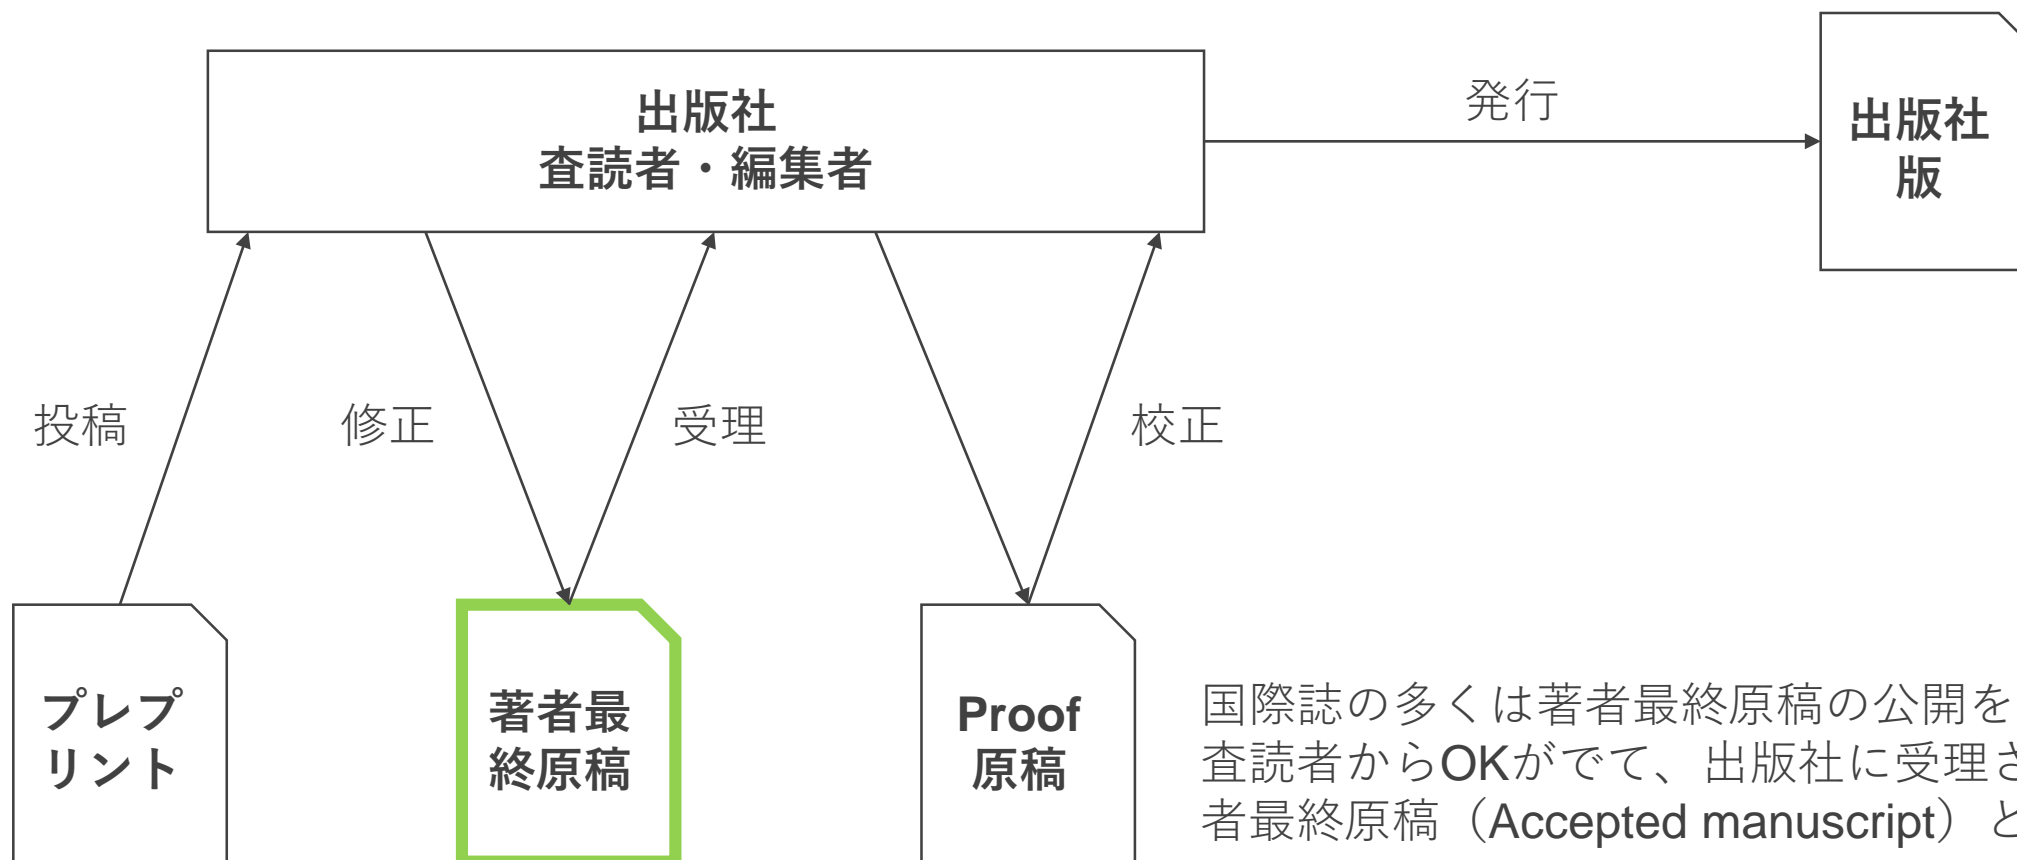 出版社
査読者・編集者
発行
出版社
版
投稿
修正
受理
校正
プレプ
リント
著者最
終原稿
Proof
原稿
国際誌の多くは著者最終原稿の公開を
査読者からOKがでて、出版社に受理さ
者最終原稿（Accepted manuscript）と